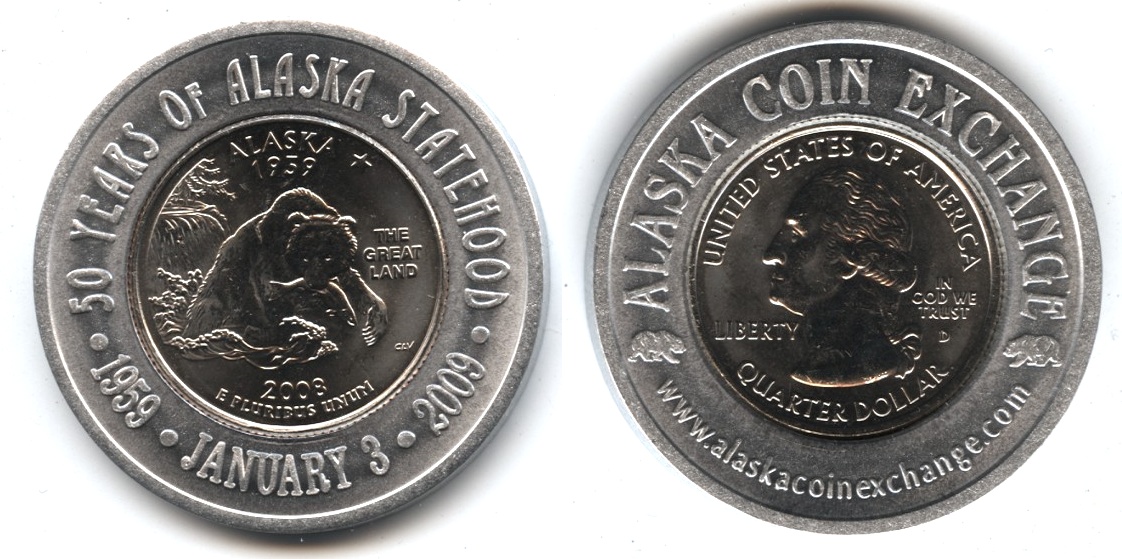 50 YEARS OF ALASKA STATEHOOD
1959 • JANUARY 3 • 2009
ALASKA
1959
THE
GREAT
LAND
CLV
2008
E PLURIBUS UNUM
ALASKA COIN EXCHANGE
www.alaskacoinexchange.com
UNITED STATES OF AMERICA
IN
GOD WE
TRUST
LIBERTY
D
QUARTER DOLLAR